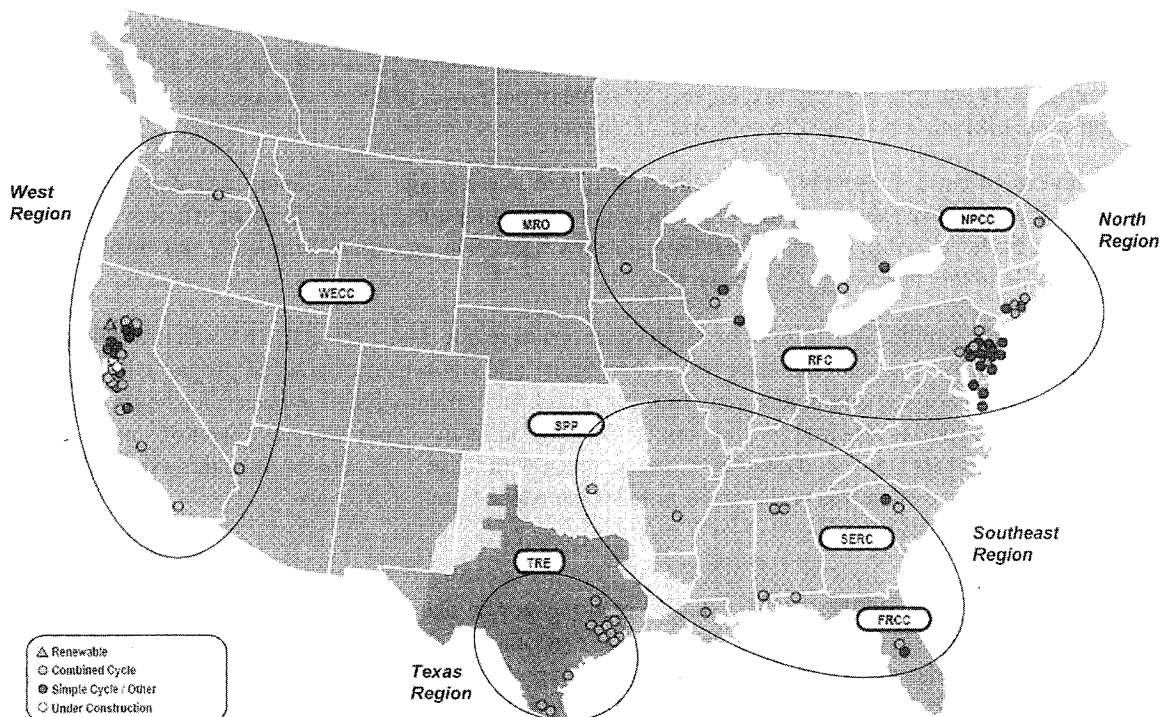 West
Region
MRO
NPCC
North
Region
WECC
RFC
SPP
SERC
Southeast
Region
TRE
FRCC
Texas
Region
Renewable
Combined Cycle
Simple Cycle / Other
Under Construction